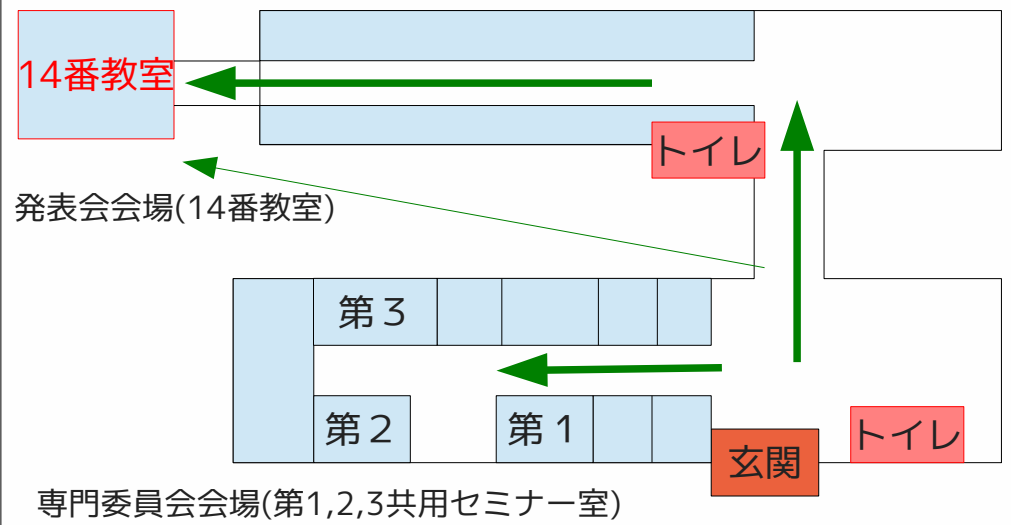 14番教室
トイレ
発表会会場(14番教室)
第３
第２
第１
トイレ
玄関
専門委員会会場(第1,2,3共用セミナー室)